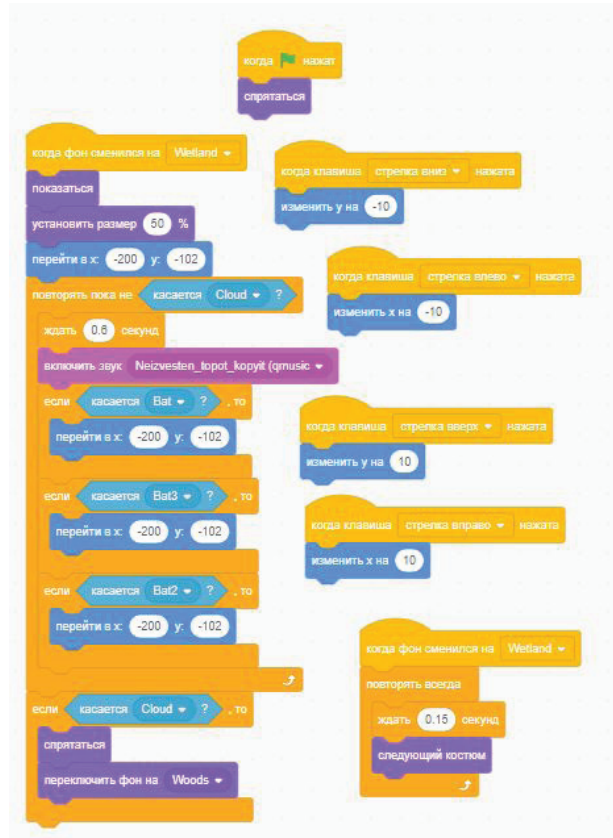 когда нажат
спрятаться
когда фон сменился на Wetland
показаться
установить размер 50 %
перейти в x: -200 y: -102
повторять пока не касается Cloud ?
ждать 0.6 секунд
включить звук Neizvesten_topot_kopyit (qmusic
если касается Bat ? , то
перейти в x: -200 y: -102
если касается Bat3 ? , то
перейти в x: -200 y: -102
если касается Bat2 ? , то
перейти в x: -200 y: -102
если касается Cloud ? , то
спрятаться
переключить фон на Woods
когда клавиша стрелка вниз нажата
изменить y на -10
когда клавиша стрелка влево нажата
изменить x на -10
когда клавиша стрелка вверх нажата
изменить y на 10
когда клавиша стрелка вправо нажата
изменить x на 10
когда фон сменился на Wetland
повторять всегда
ждать 0.15 секунд
следующий костюм